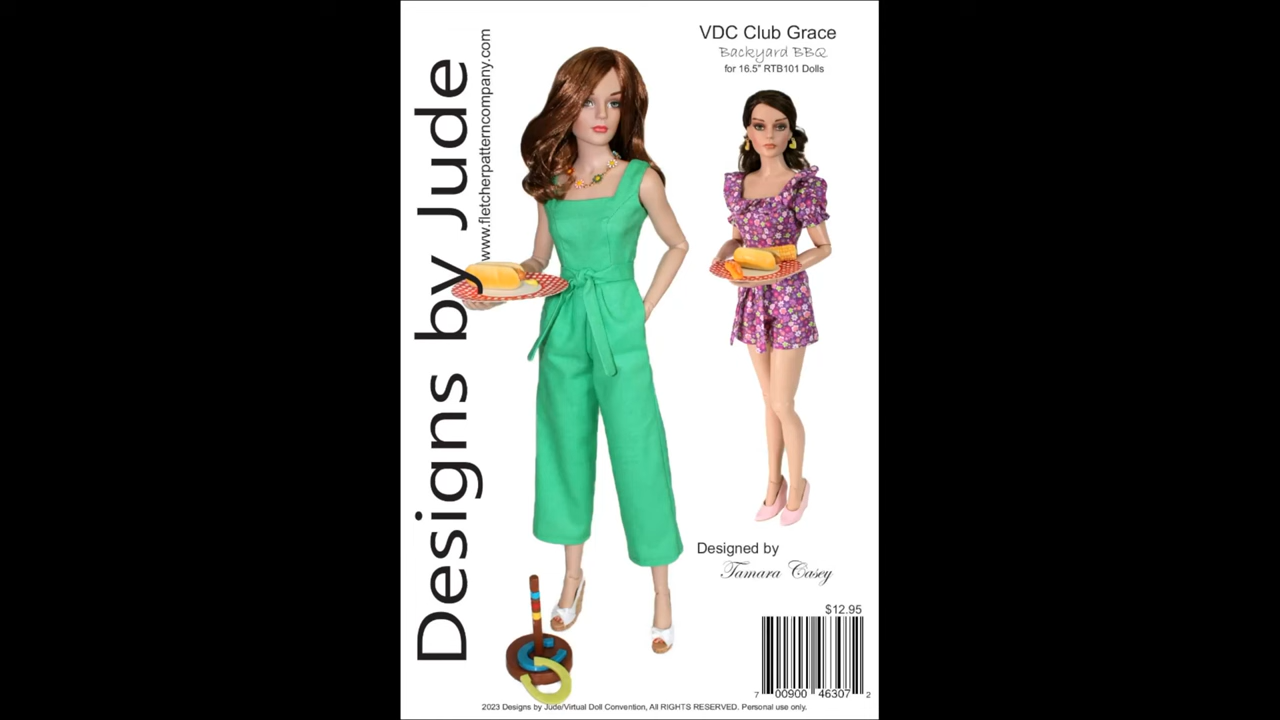 Designs by Jude
www.fletcherpatterncompany.com
VDC Club Grace
Backyard BBQ
for 16.5" RTB101 Dolls
Designed by
Tamara Casey
$12.95
7 00900 46307 2
2023 Designs by Jude/Virtual Doll Convention, All RIGHTS RESERVED. Personal use only.